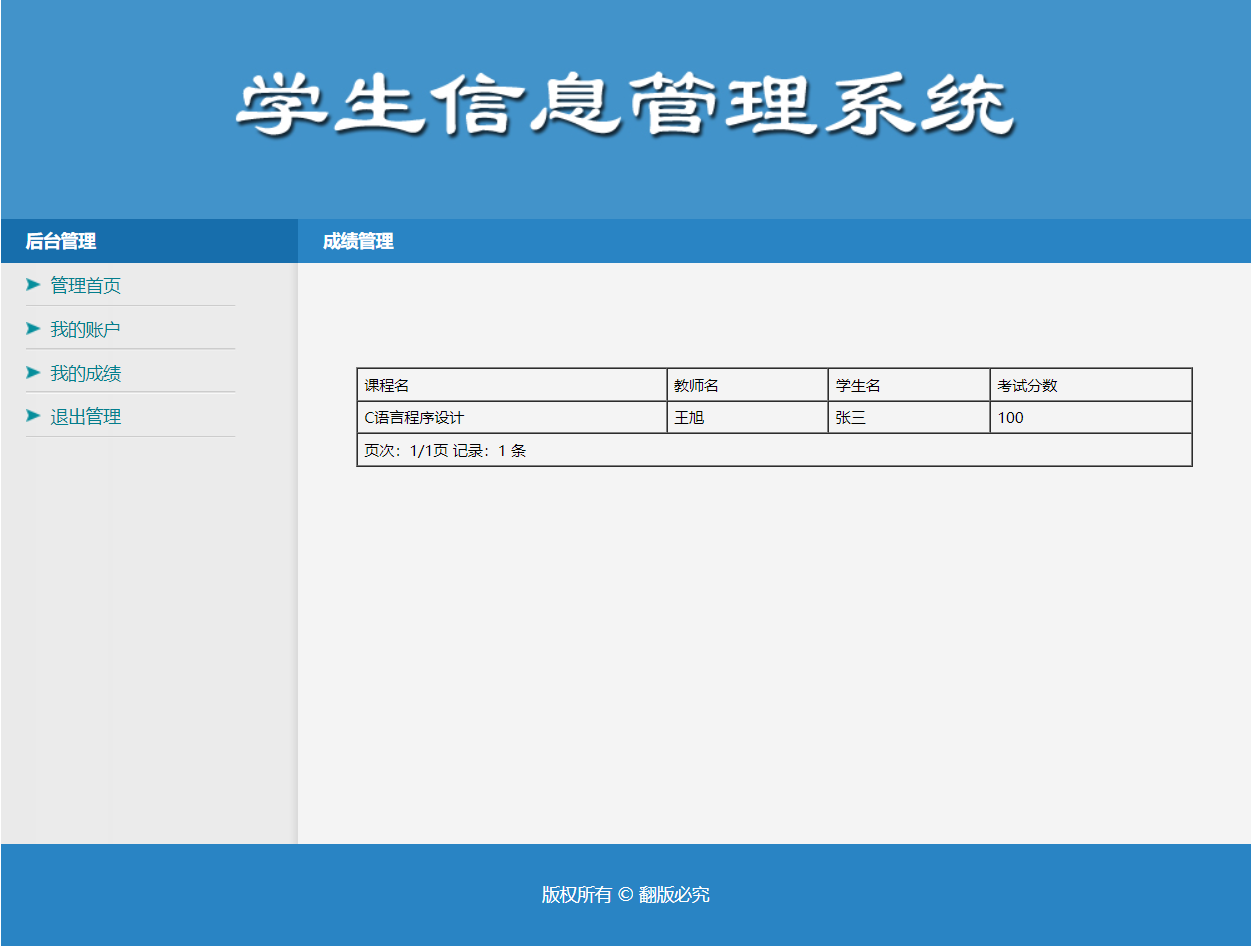 学生信息管理系统
后台管理
成绩管理
管理首页
我的账户
我的成绩
退出管理
课程名 教师名 学生名 考试分数
C语言程序设计 王旭 张三 100
页次：1/1页 记录：1 条
版权所有 © 翻版必究